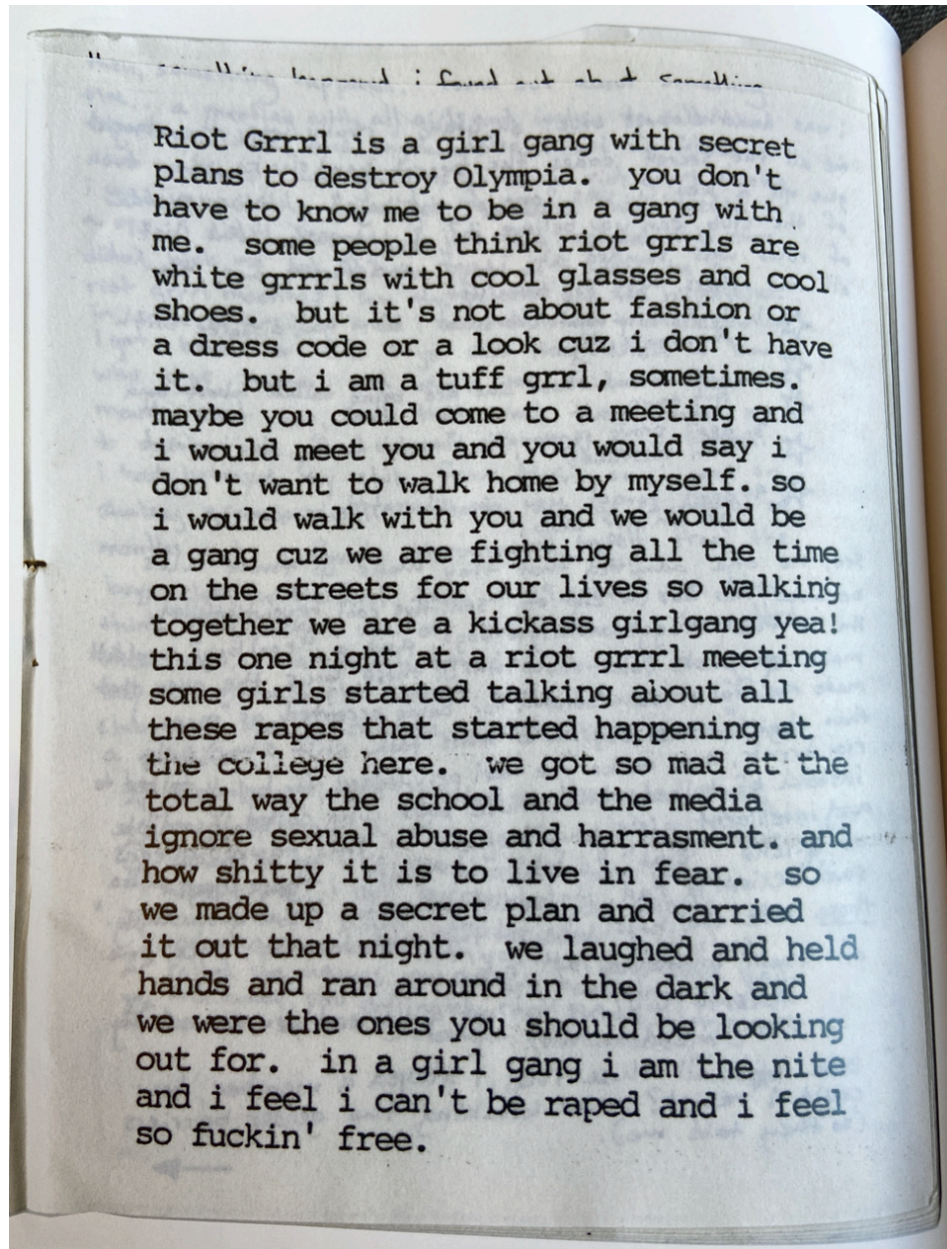 something happened. i found out about something
Riot Grrrl is a girl gang with secret
plans to destroy Olympia. you don't
have to know me to be in a gang with
me. some people think riot grrls are
white grrrls with cool glasses and cool
shoes. but it's not about fashion or
a dress code or a look cuz i don't have
it. but i am a tuff grrl, sometimes.
maybe you could come to a meeting and
i would meet you and you would say i
don't want to walk home by myself. so
i would walk with you and we would be
a gang cuz we are fighting all the time
on the streets for our lives so walking
together we are a kickass girlgang yea!
this one night at a riot grrrl meeting
some girls started talking about all
these rapes that started happening at
the college here. we got so mad at the
total way the school and the media
ignore sexual abuse and harrasment. and
how shitty it is to live in fear. so
we made up a secret plan and carried
it out that night. we laughed and held
hands and ran around in the dark and
we were the ones you should be looking
out for. in a girl gang i am the nite
and i feel i can't be raped and i feel
so fuckin' free.